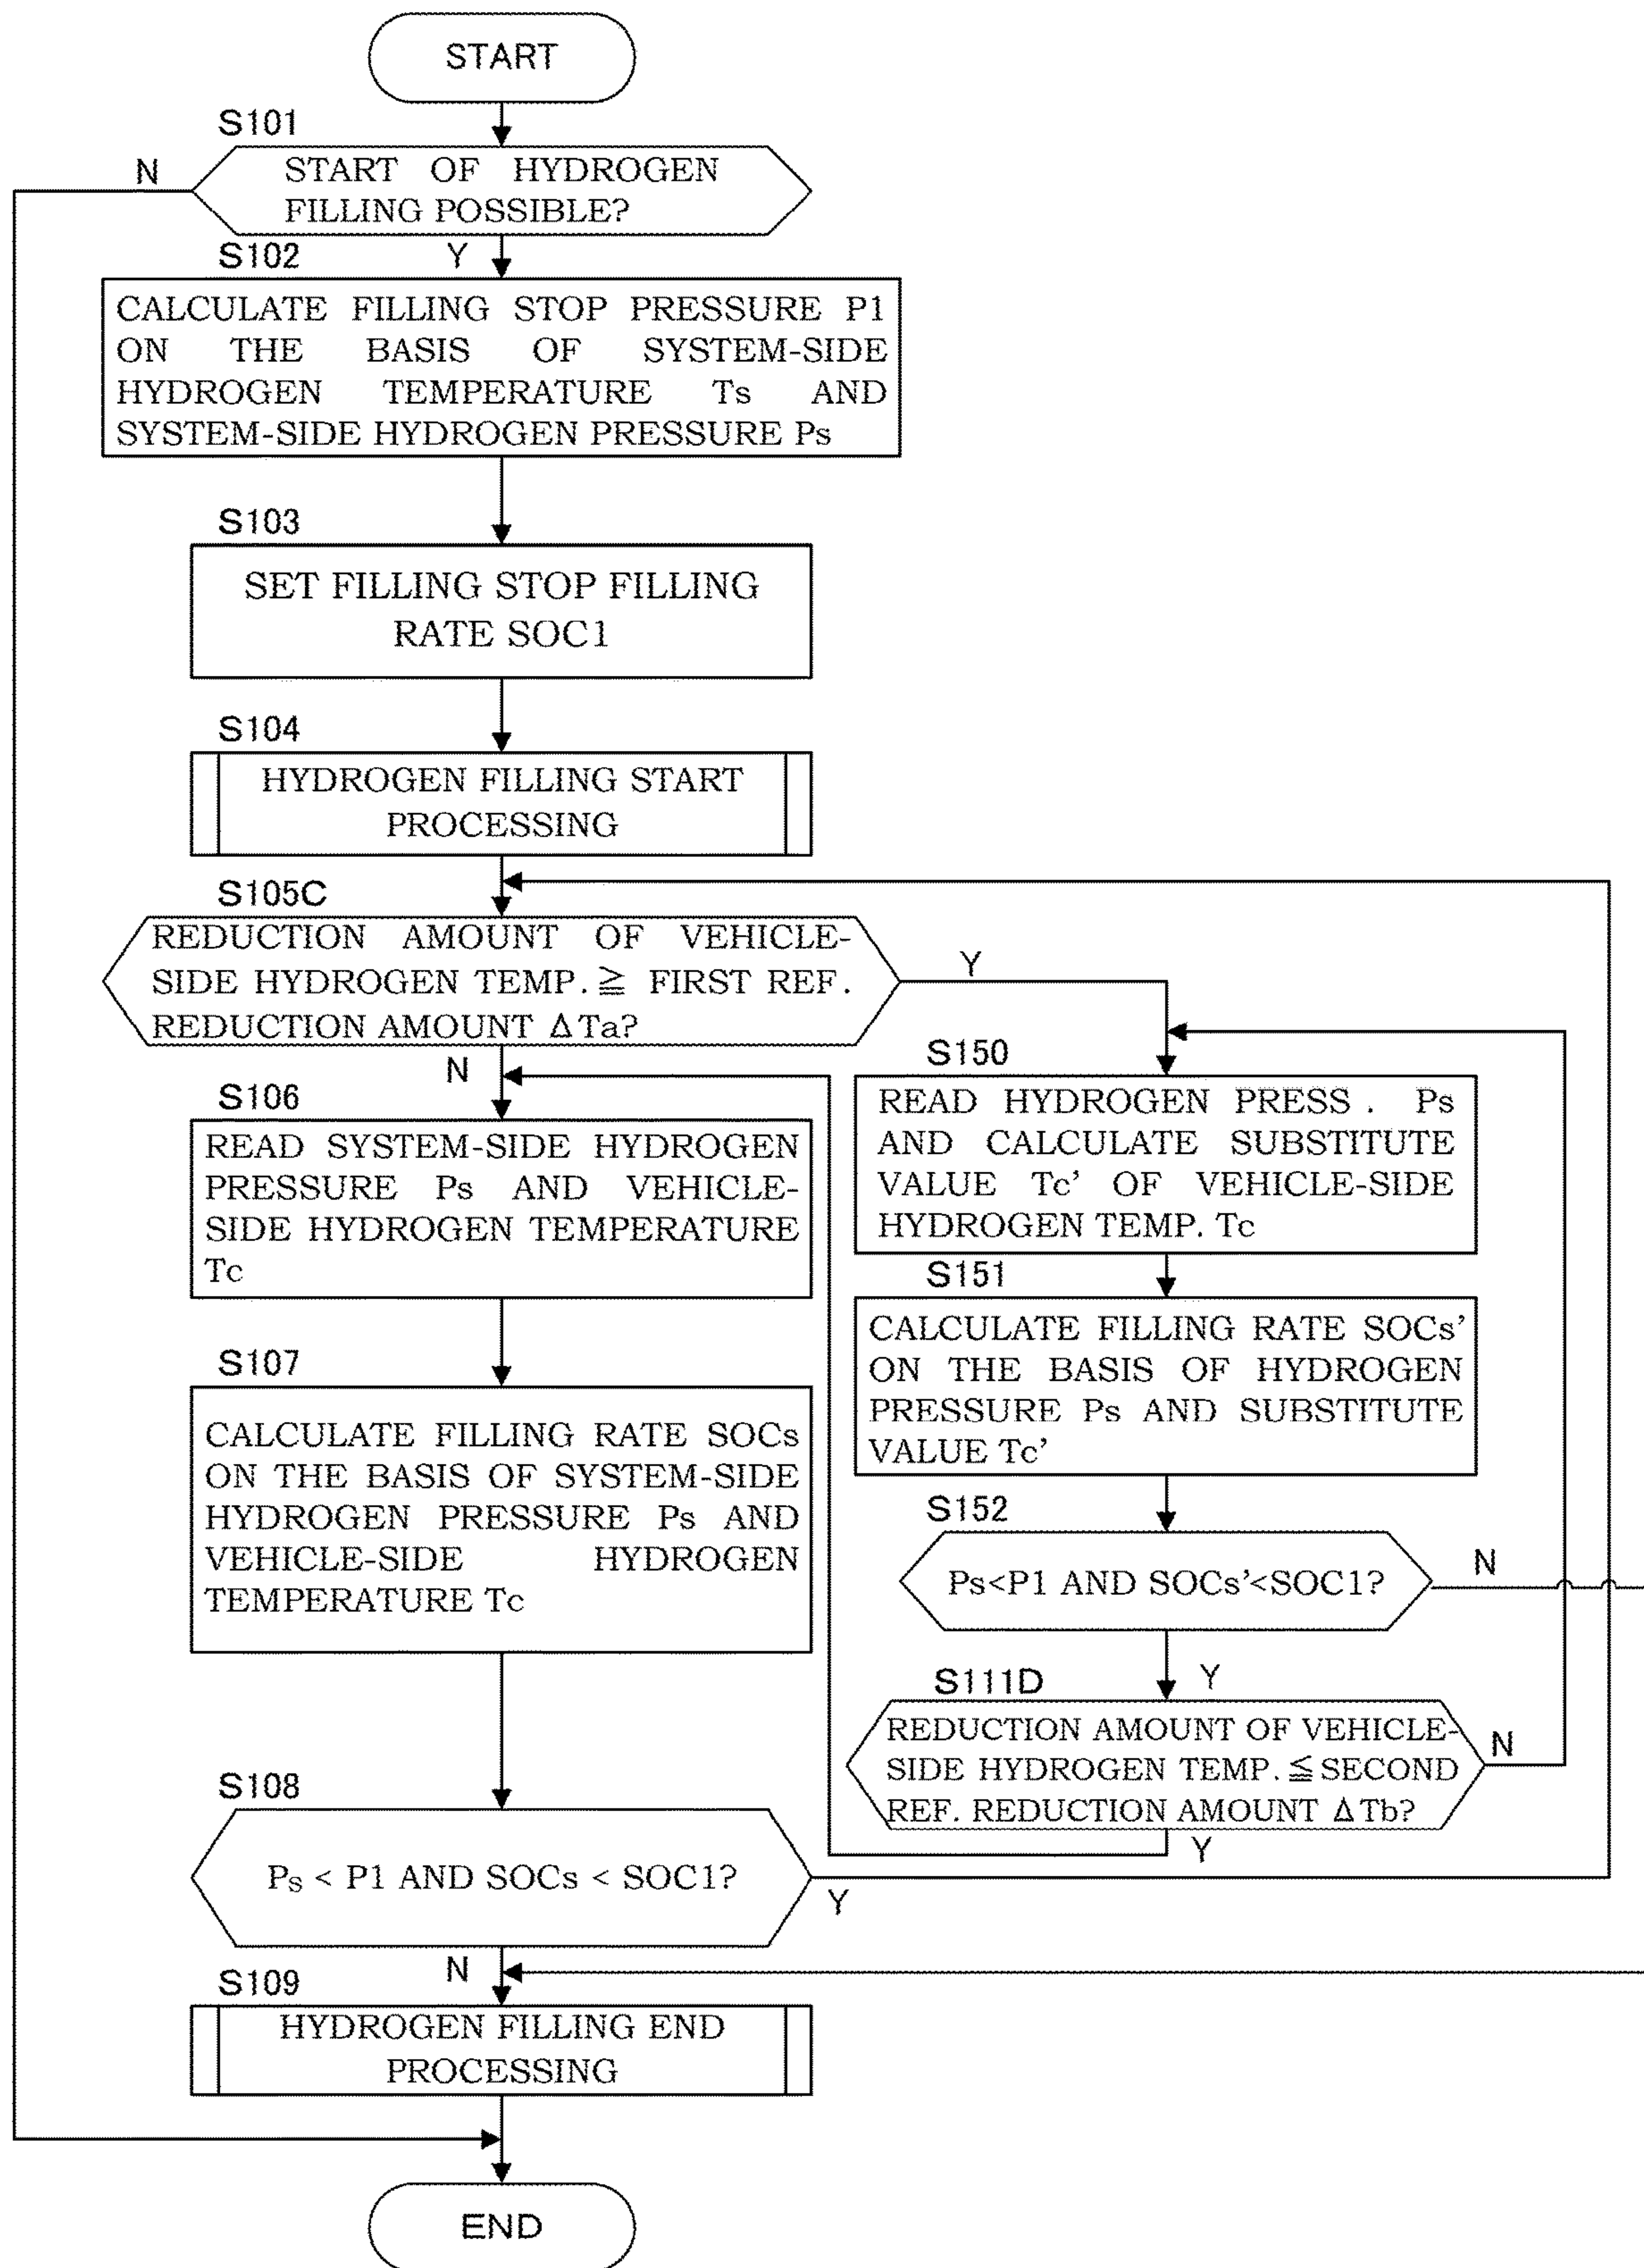 START
S101
N
START OF HYDROGEN
FILLING POSSIBLE?
S102
Y
CALCULATE FILLING STOP PRESSURE P1
ON THE BASIS OF SYSTEM-SIDE
HYDROGEN TEMPERATURE Ts AND
SYSTEM-SIDE HYDROGEN PRESSURE Ps
S103
SET FILLING STOP FILLING
RATE SOC1
S104
HYDROGEN FILLING START
PROCESSING
S105C
REDUCTION AMOUNT OF VEHICLE-
SIDE HYDROGEN TEMP.≧ FIRST REF.
REDUCTION AMOUNT ΔTa?
Y
N
S106
READ SYSTEM-SIDE HYDROGEN
PRESSURE Ps AND VEHICLE-
SIDE HYDROGEN TEMPERATURE
Tc
S107
CALCULATE FILLING RATE SOCs
ON THE BASIS OF SYSTEM-SIDE
HYDROGEN PRESSURE Ps AND
VEHICLE-SIDE HYDROGEN
TEMPERATURE Tc
S108
Ps < P1 AND SOCs < SOC1?
Y
N
S150
READ HYDROGEN PRESS. Ps
AND CALCULATE SUBSTITUTE
VALUE Tc' OF VEHICLE-SIDE
HYDROGEN TEMP. Tc
S151
CALCULATE FILLING RATE SOCs'
ON THE BASIS OF HYDROGEN
PRESSURE Ps AND SUBSTITUTE
VALUE Tc'
S152
Ps<P1 AND SOCs'<SOC1?
N
Y
S111D
REDUCTION AMOUNT OF VEHICLE-
SIDE HYDROGEN TEMP.≦SECOND
REF. REDUCTION AMOUNT ΔTb?
N
Y
S109
HYDROGEN FILLING END
PROCESSING
END